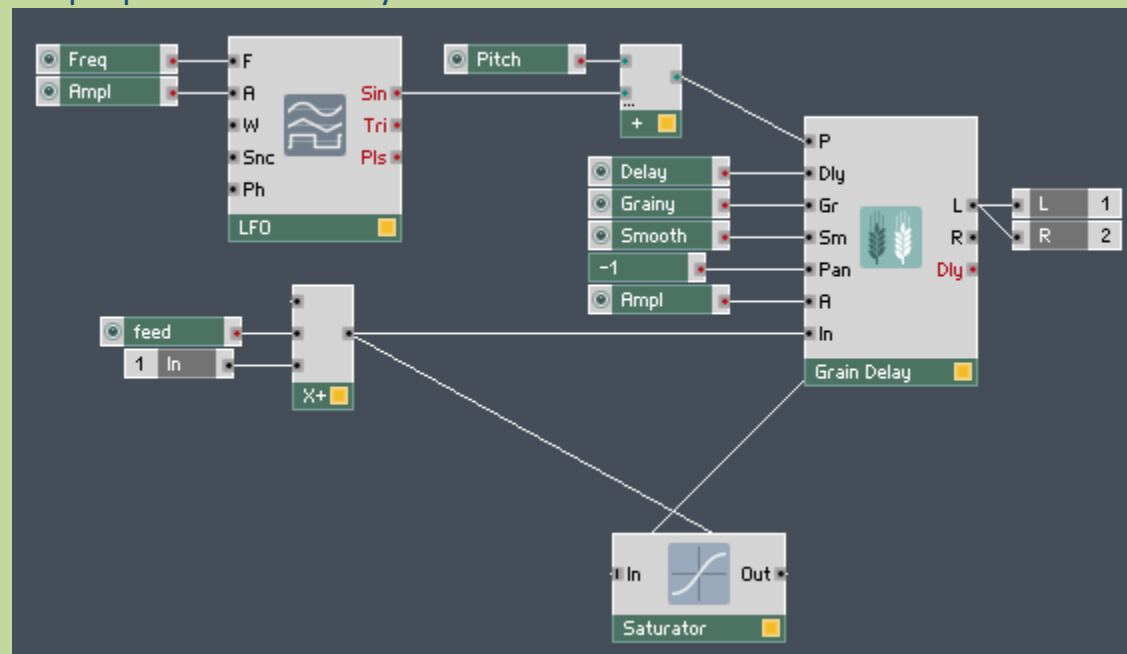 Freq
Ampl
F
A
W
Snc
Ph
Sin
Tri
Pls
LFO
Pitch
...
+
Delay
Grainy
Smooth
-1
Ampl
P
Dly
Gr
Sm
Pan
A
In
L
R
Dly
Grain Delay
L 1
R 2
feed
1 In
X+
In
Out
Saturator